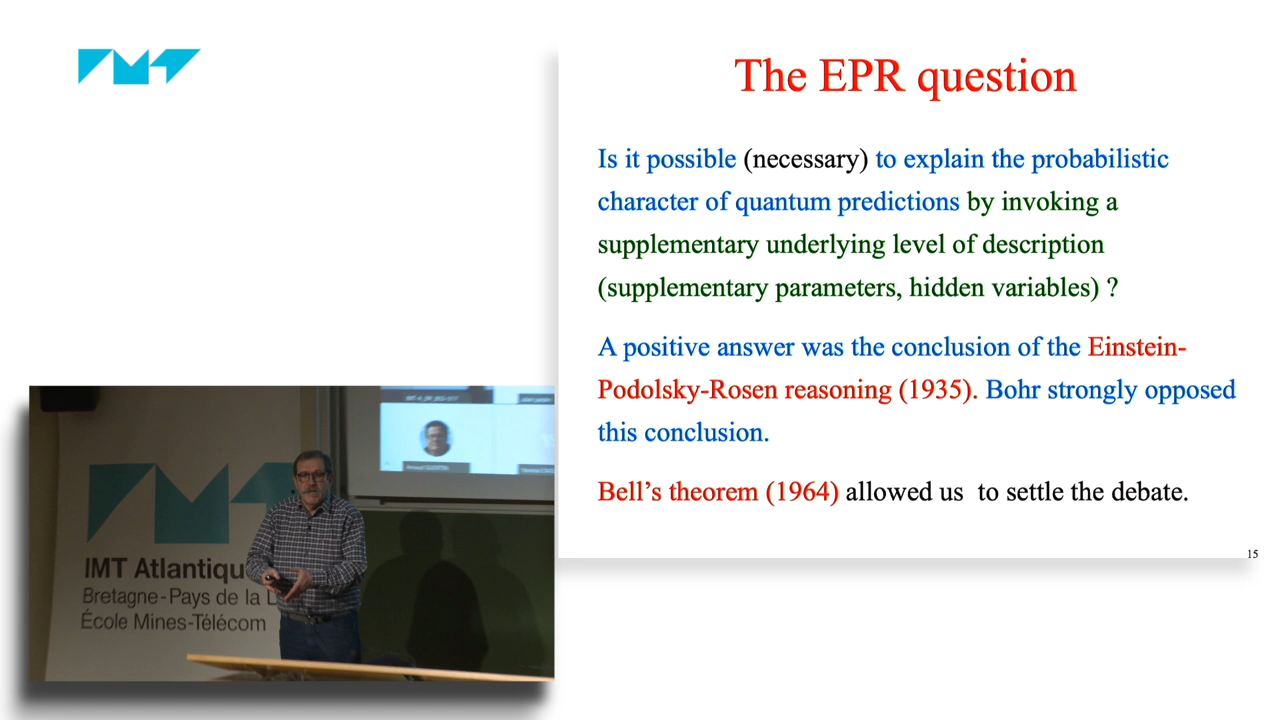 The EPR question
Is it possible (necessary) to explain the probabilistic
character of quantum predictions by invoking a
supplementary underlying level of description
(supplementary parameters, hidden variables) ?
A positive answer was the conclusion of the Einstein-
Podolsky-Rosen reasoning (1935). Bohr strongly opposed
this conclusion.
Bell’s theorem (1964) allowed us to settle the debate.
15
IMT Atlantiqu
Bretagne-Pays de la L
École Mines-Télécom